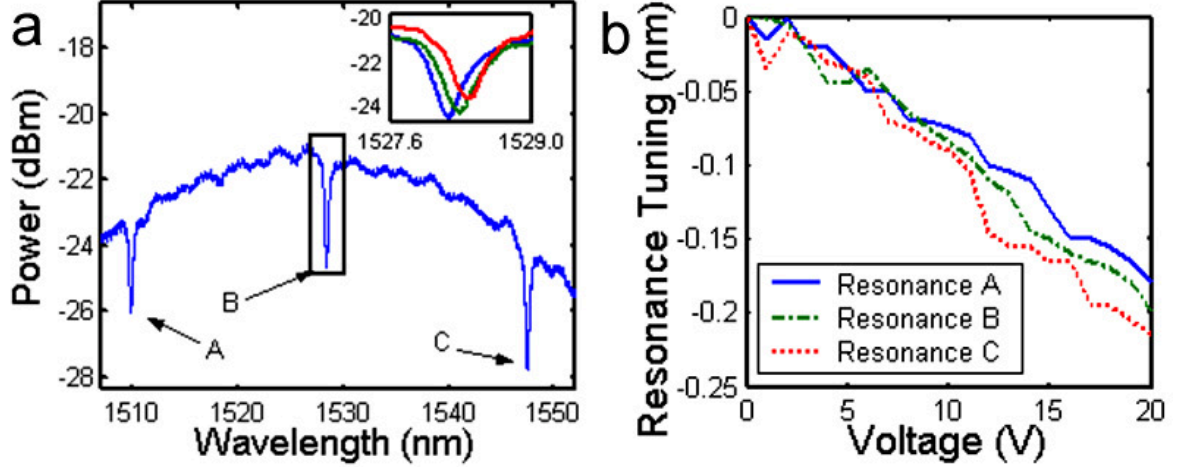 a
Power (dBm)
-16
-18
-20
-22
-24
-26
-28
1510
1520
1530
1540
1550
Wavelength (nm)
A
B
C
-20
-22
-24
1527.6
1529.0
b
Resonance Tuning (nm)
0
-0.05
-0.1
-0.15
-0.2
-0.25
0
5
10
15
20
Voltage (V)
Resonance A
Resonance B
Resonance C